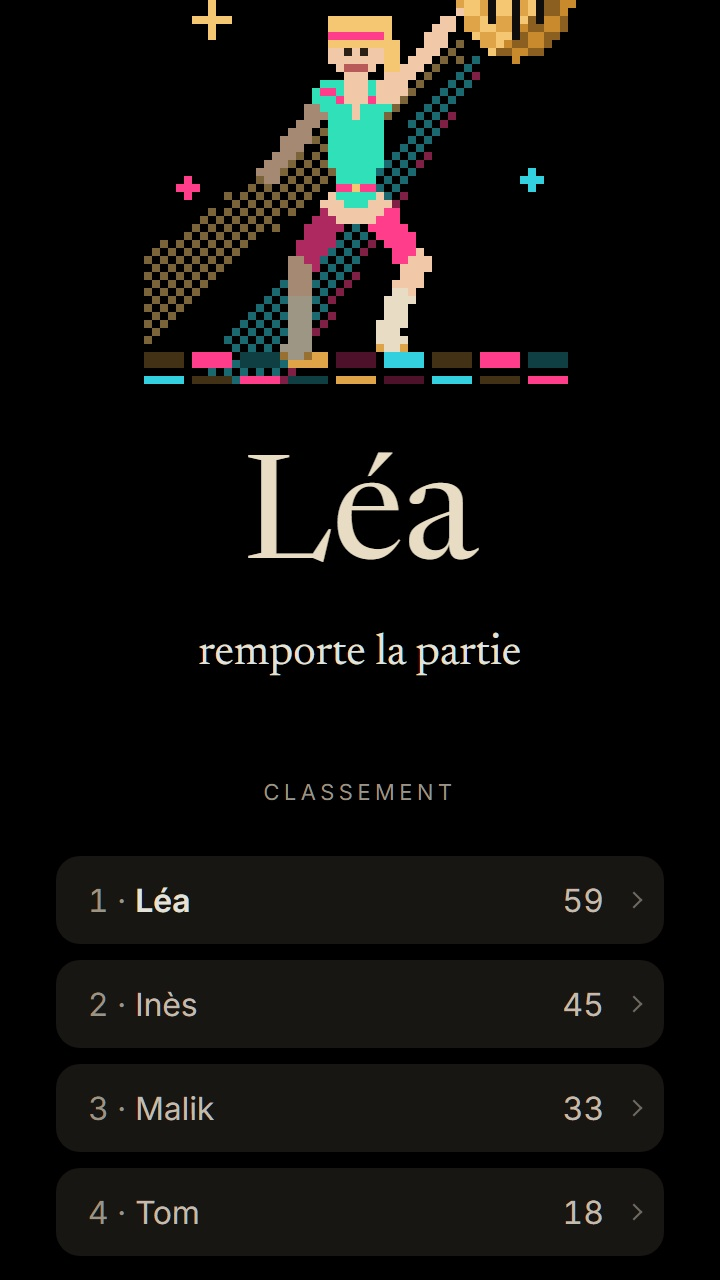 Léa
remporte la partie
CLASSEMENT
1 · Léa 59
2 · Inès 45
3 · Malik 33
4 · Tom 18